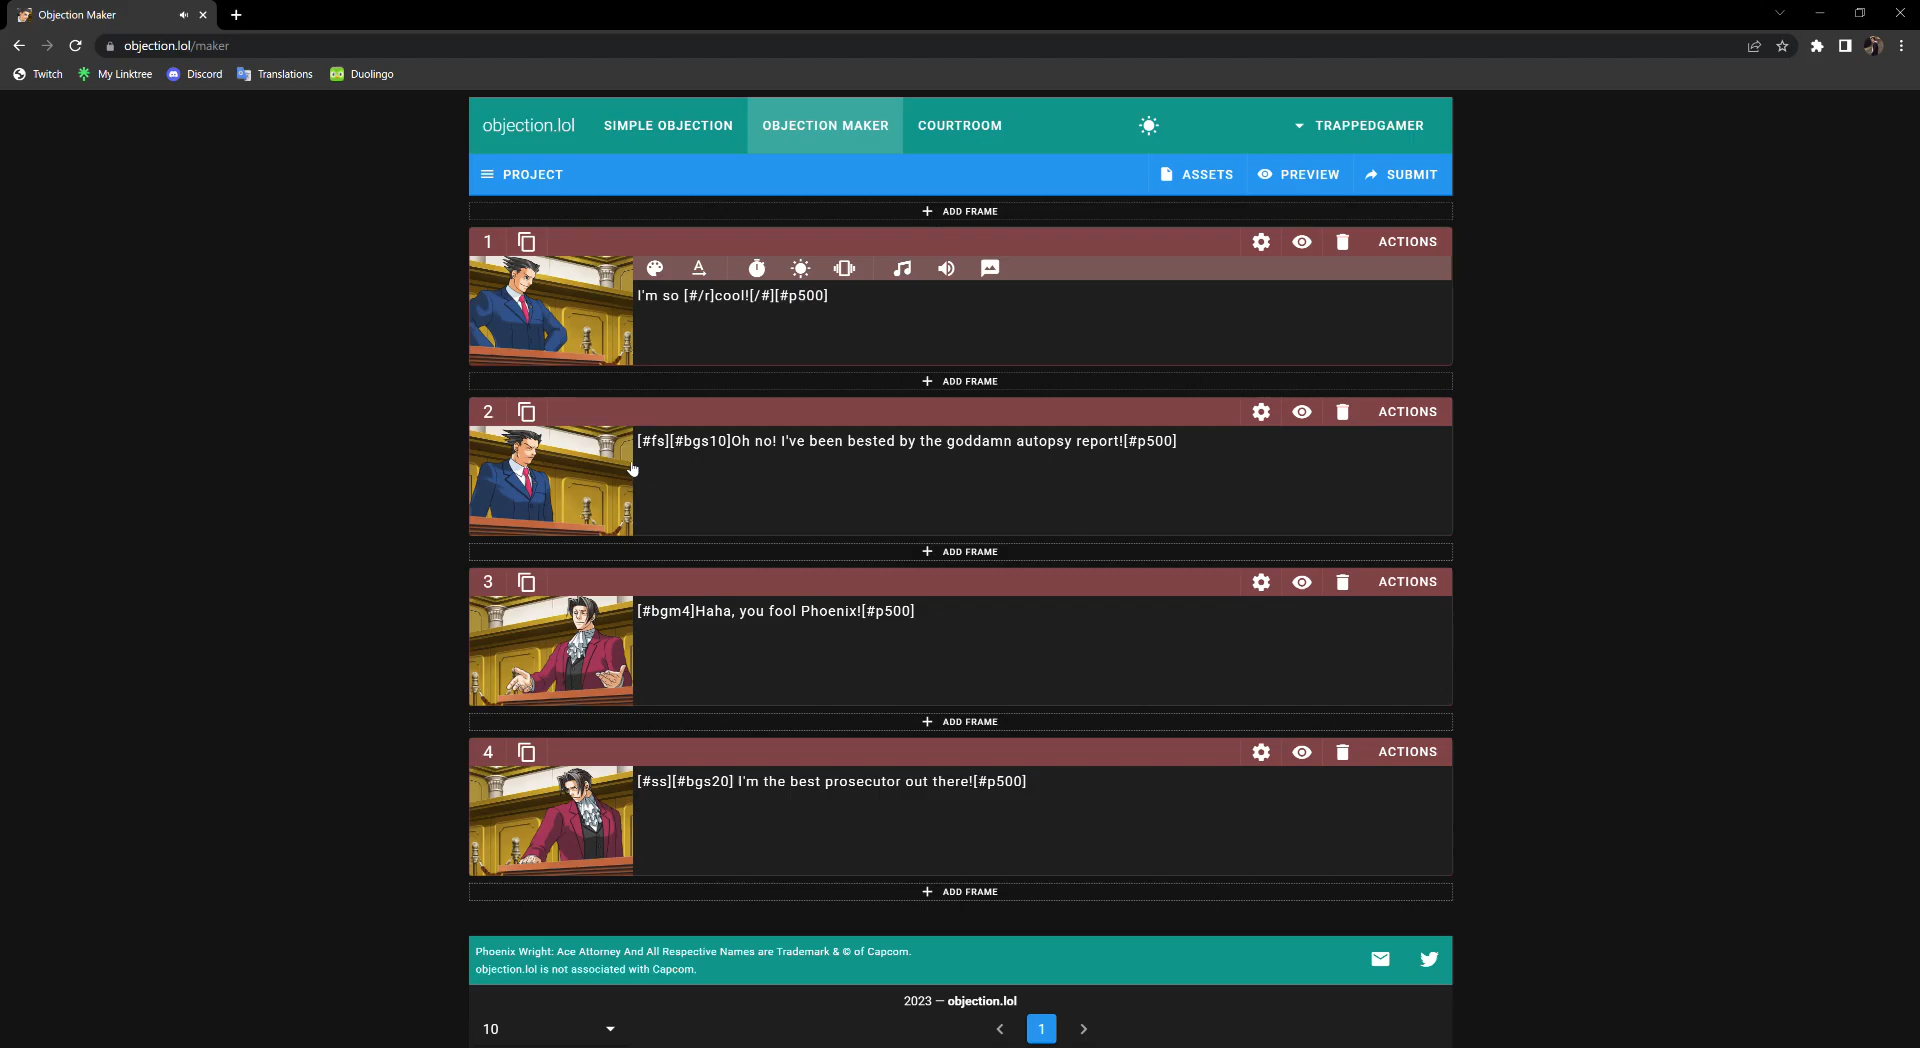 Objection Maker
objection.lol/maker
Twitch My Linktree Discord Translations Duolingo
objection.lol SIMPLE OBJECTION OBJECTION MAKER COURTROOM TRAPPEDGAMER
PROJECT ASSETS PREVIEW SUBMIT
ADD FRAME
1 ACTIONS
I'm so [#/r]cool![/#][#p500]
ADD FRAME
2 ACTIONS
[#fs][#bgs10]Oh no! I've been bested by the goddamn autopsy report![#p500]
ADD FRAME
3 ACTIONS
[#bgm4]Haha, you fool Phoenix![#p500]
ADD FRAME
4 ACTIONS
[#ss][#bgs20] I'm the best prosecutor out there![#p500]
ADD FRAME
Phoenix Wright: Ace Attorney And All Respective Names are Trademark & © of Capcom.
objection.lol is not associated with Capcom.
2023 — objection.lol
10 1